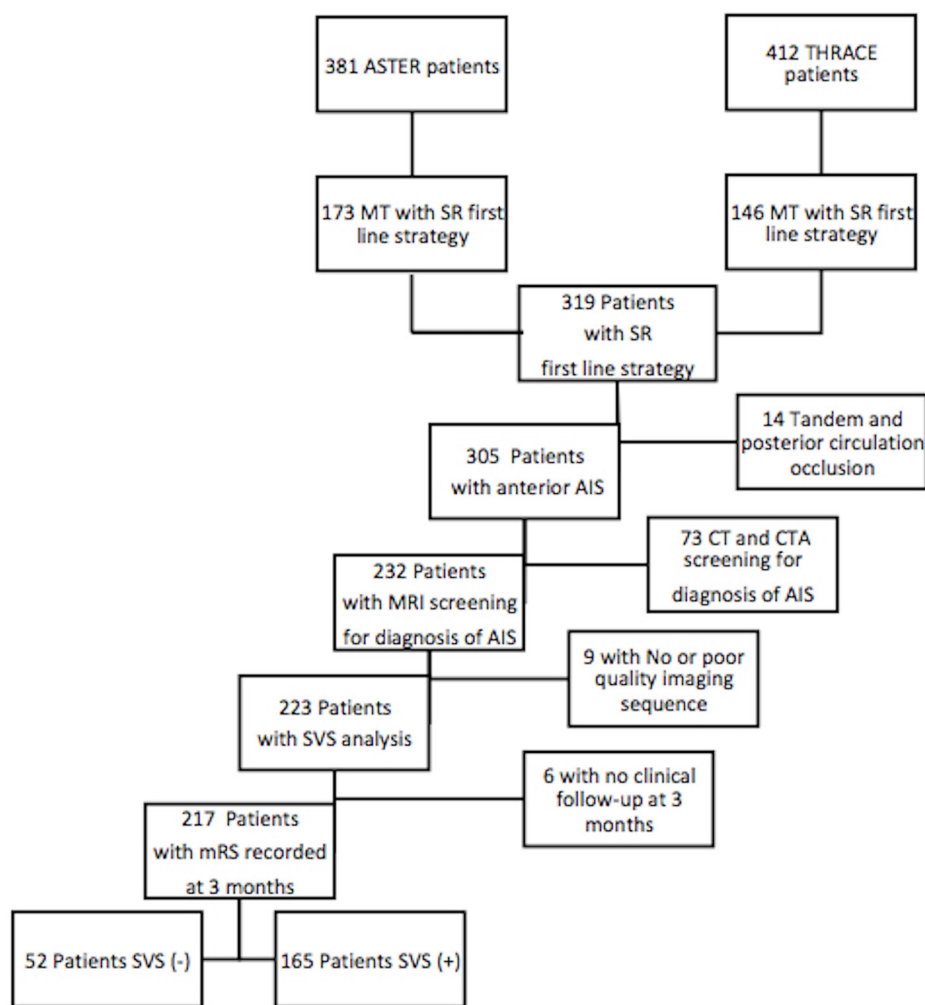 381 ASTER patients
412 THRACE
patients
173 MT with SR first
line strategy
146 MT with SR first
line strategy
319 Patients
with SR
first line strategy
14 Tandem and
posterior circulation
occlusion
305 Patients
with anterior AIS
73 CT and CTA
screening for
diagnosis of AIS
232 Patients
with MRI screening
for diagnosis of AIS
9 with No or poor
quality imaging
sequence
223 Patients
with SVS analysis
6 with no clinical
follow-up at 3
months
217 Patients
with mRS recorded
at 3 months
52 Patients SVS (-)
165 Patients SVS (+)